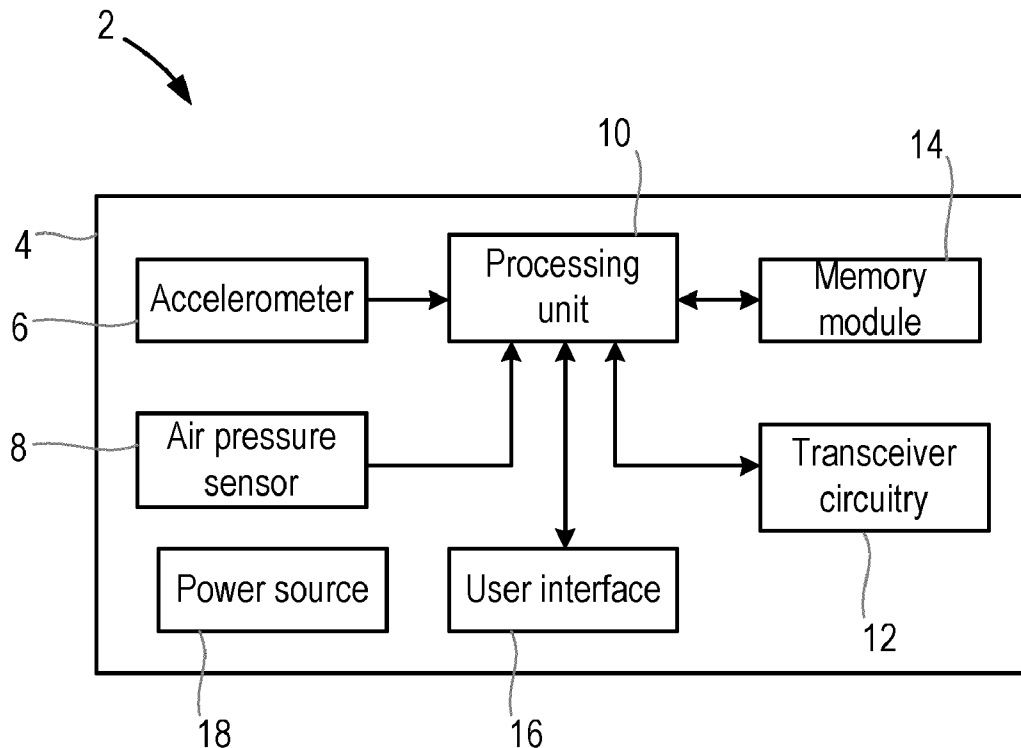 2
10
14
4
Processing
unit
Accelerometer
Memory
module
6
8
Air pressure
sensor
Transceiver
circuitry
Power source
User interface
12
18
16